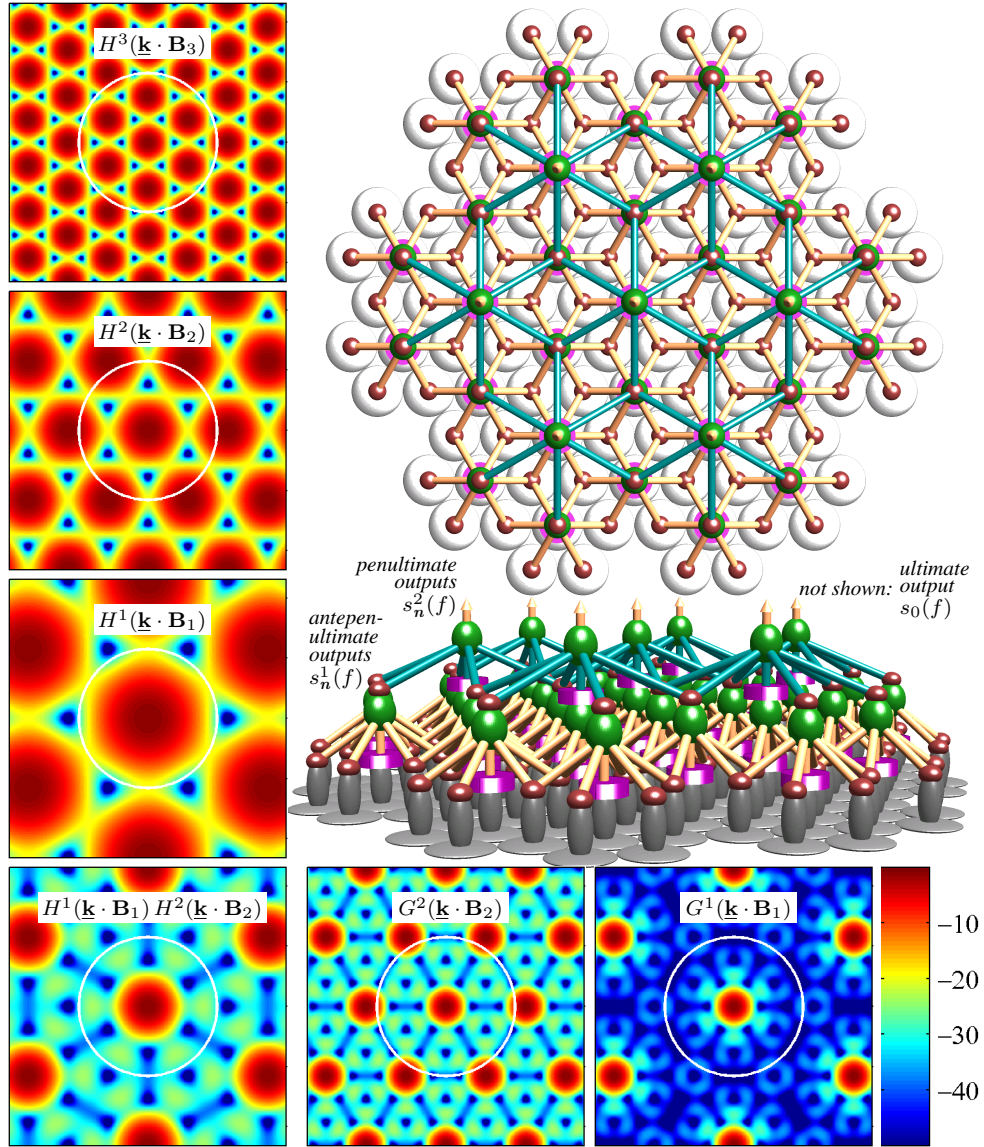 H³(k̲ · B₃)
H²(k̲ · B₂)
penultimate
outputs
s²ₙ(f)
not shown:
ultimate
output
s₀(f)
antepen-
ultimate
outputs
s¹ₙ(f)
H¹(k̲ · B₁)
H¹(k̲ · B₁) H²(k̲ · B₂)
G²(k̲ · B₂)
G¹(k̲ · B₁)
−10
−20
−30
−40